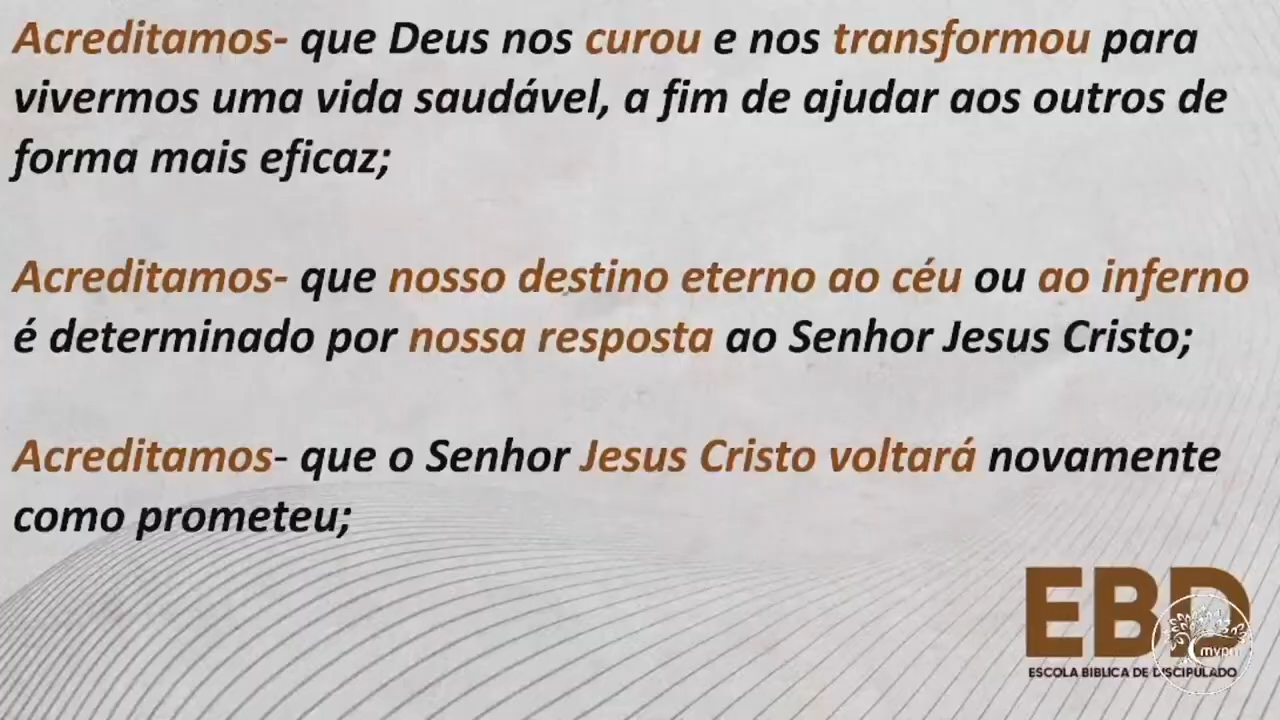 Acreditamos- que Deus nos curou e nos transformou para
vivermos uma vida saudável, a fim de ajudar aos outros de
forma mais eficaz;
Acreditamos- que nosso destino eterno ao céu ou ao inferno
é determinado por nossa resposta ao Senhor Jesus Cristo;
Acreditamos- que o Senhor Jesus Cristo voltará novamente
como prometeu;
EBD
mvpn
ESCOLA BIBLICA DE DISCIPULADO